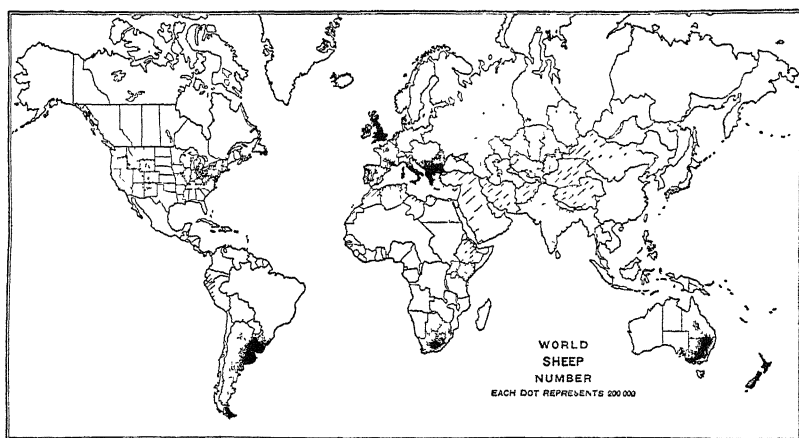 WORLD
SHEEP
NUMBER
EACH DOT REPRESENTS 200 000